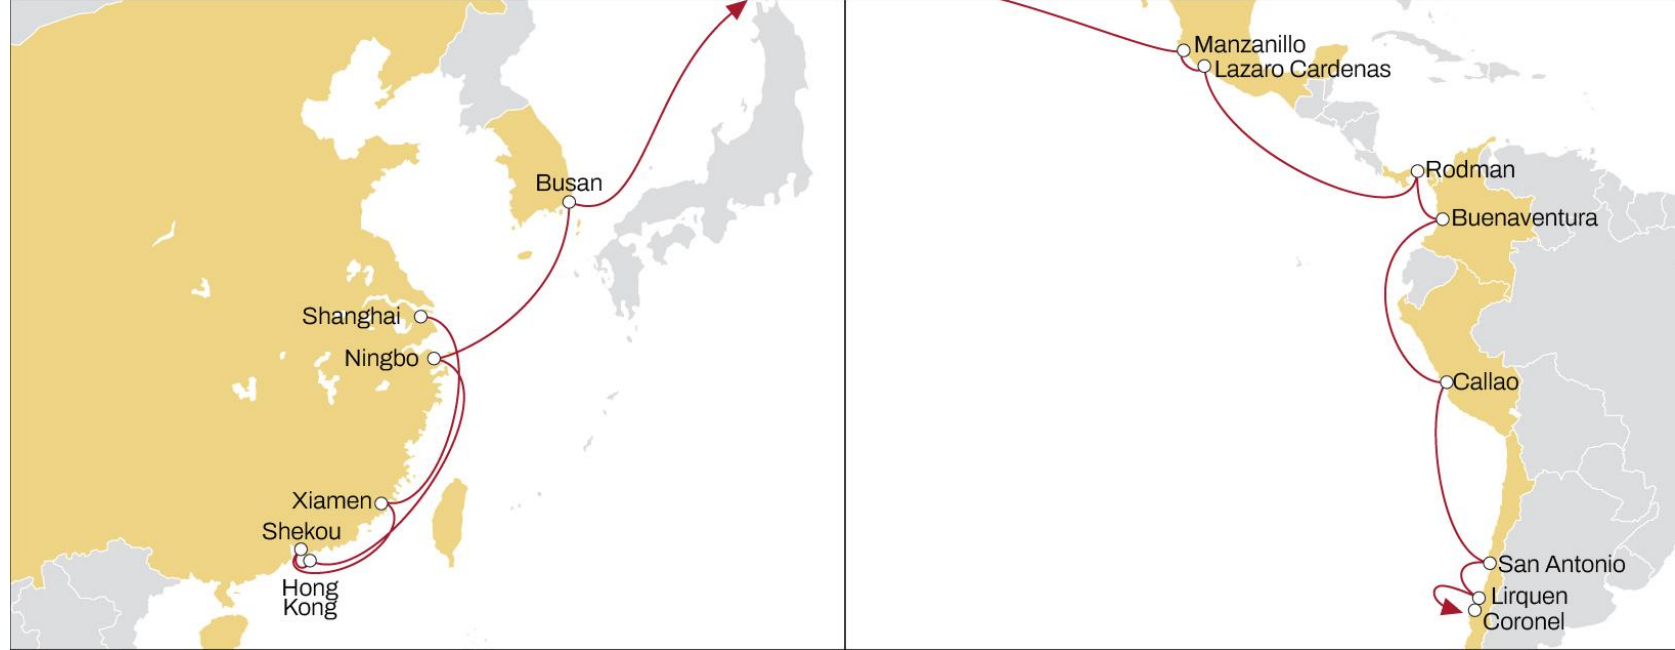 Busan
Shanghai
Ningbo
Xiamen
Shekou
Hong
Kong
Manzanillo
Lazaro Cardenas
Rodman
Buenaventura
Callao
San Antonio
Lirquen
Coronel